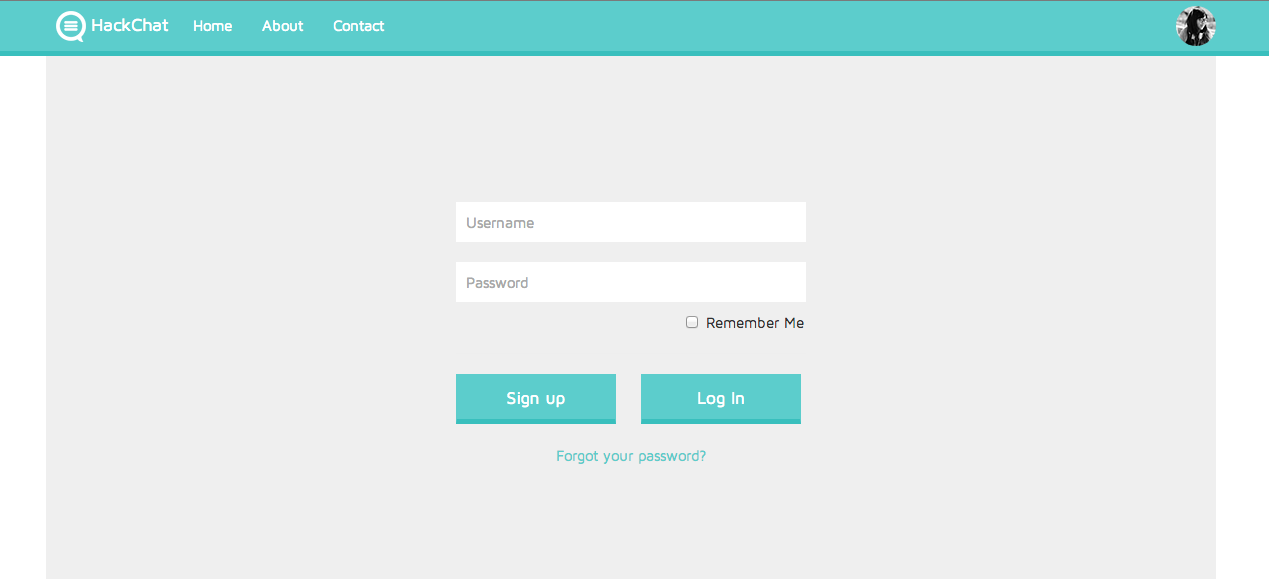 HackChat Home About Contact
Username
Password
Remember Me
Sign up Log In
Forgot your password?